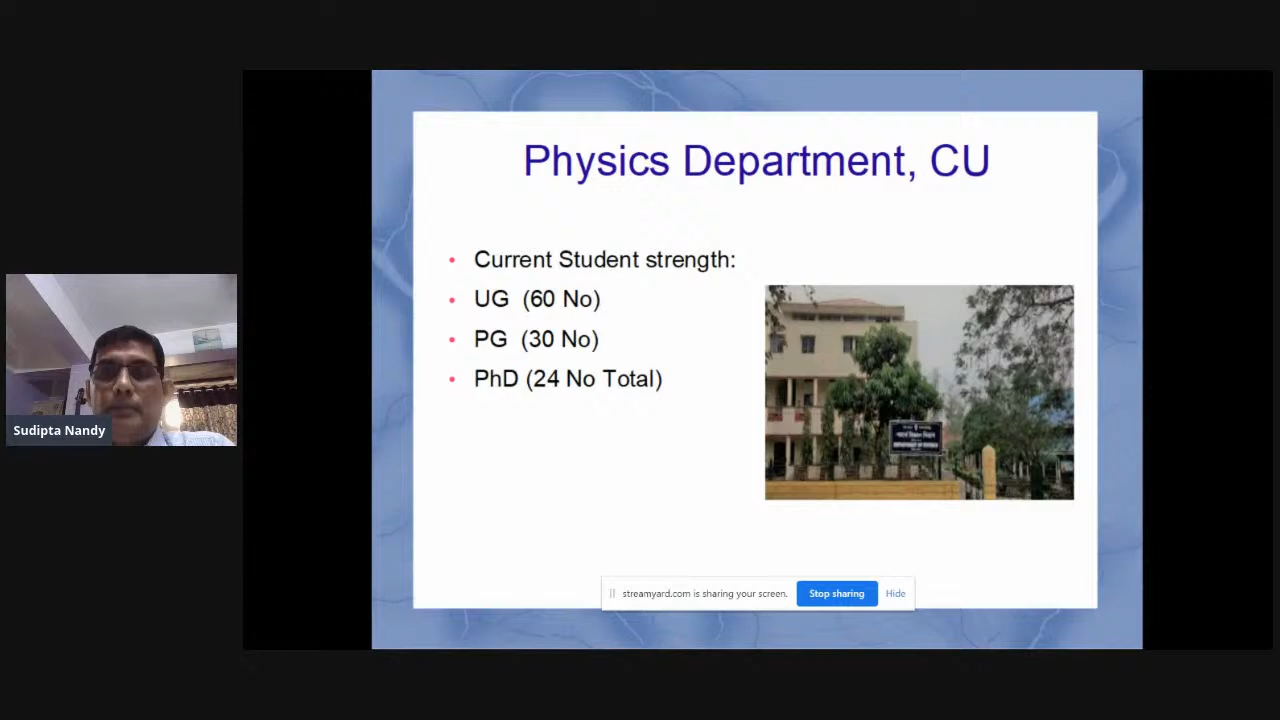 Physics Department, CU
• Current Student strength:
• UG (60 No)
• PG (30 No)
• PhD (24 No Total)
Sudipta Nandy
streamyard.com is sharing your screen.
Stop sharing
Hide